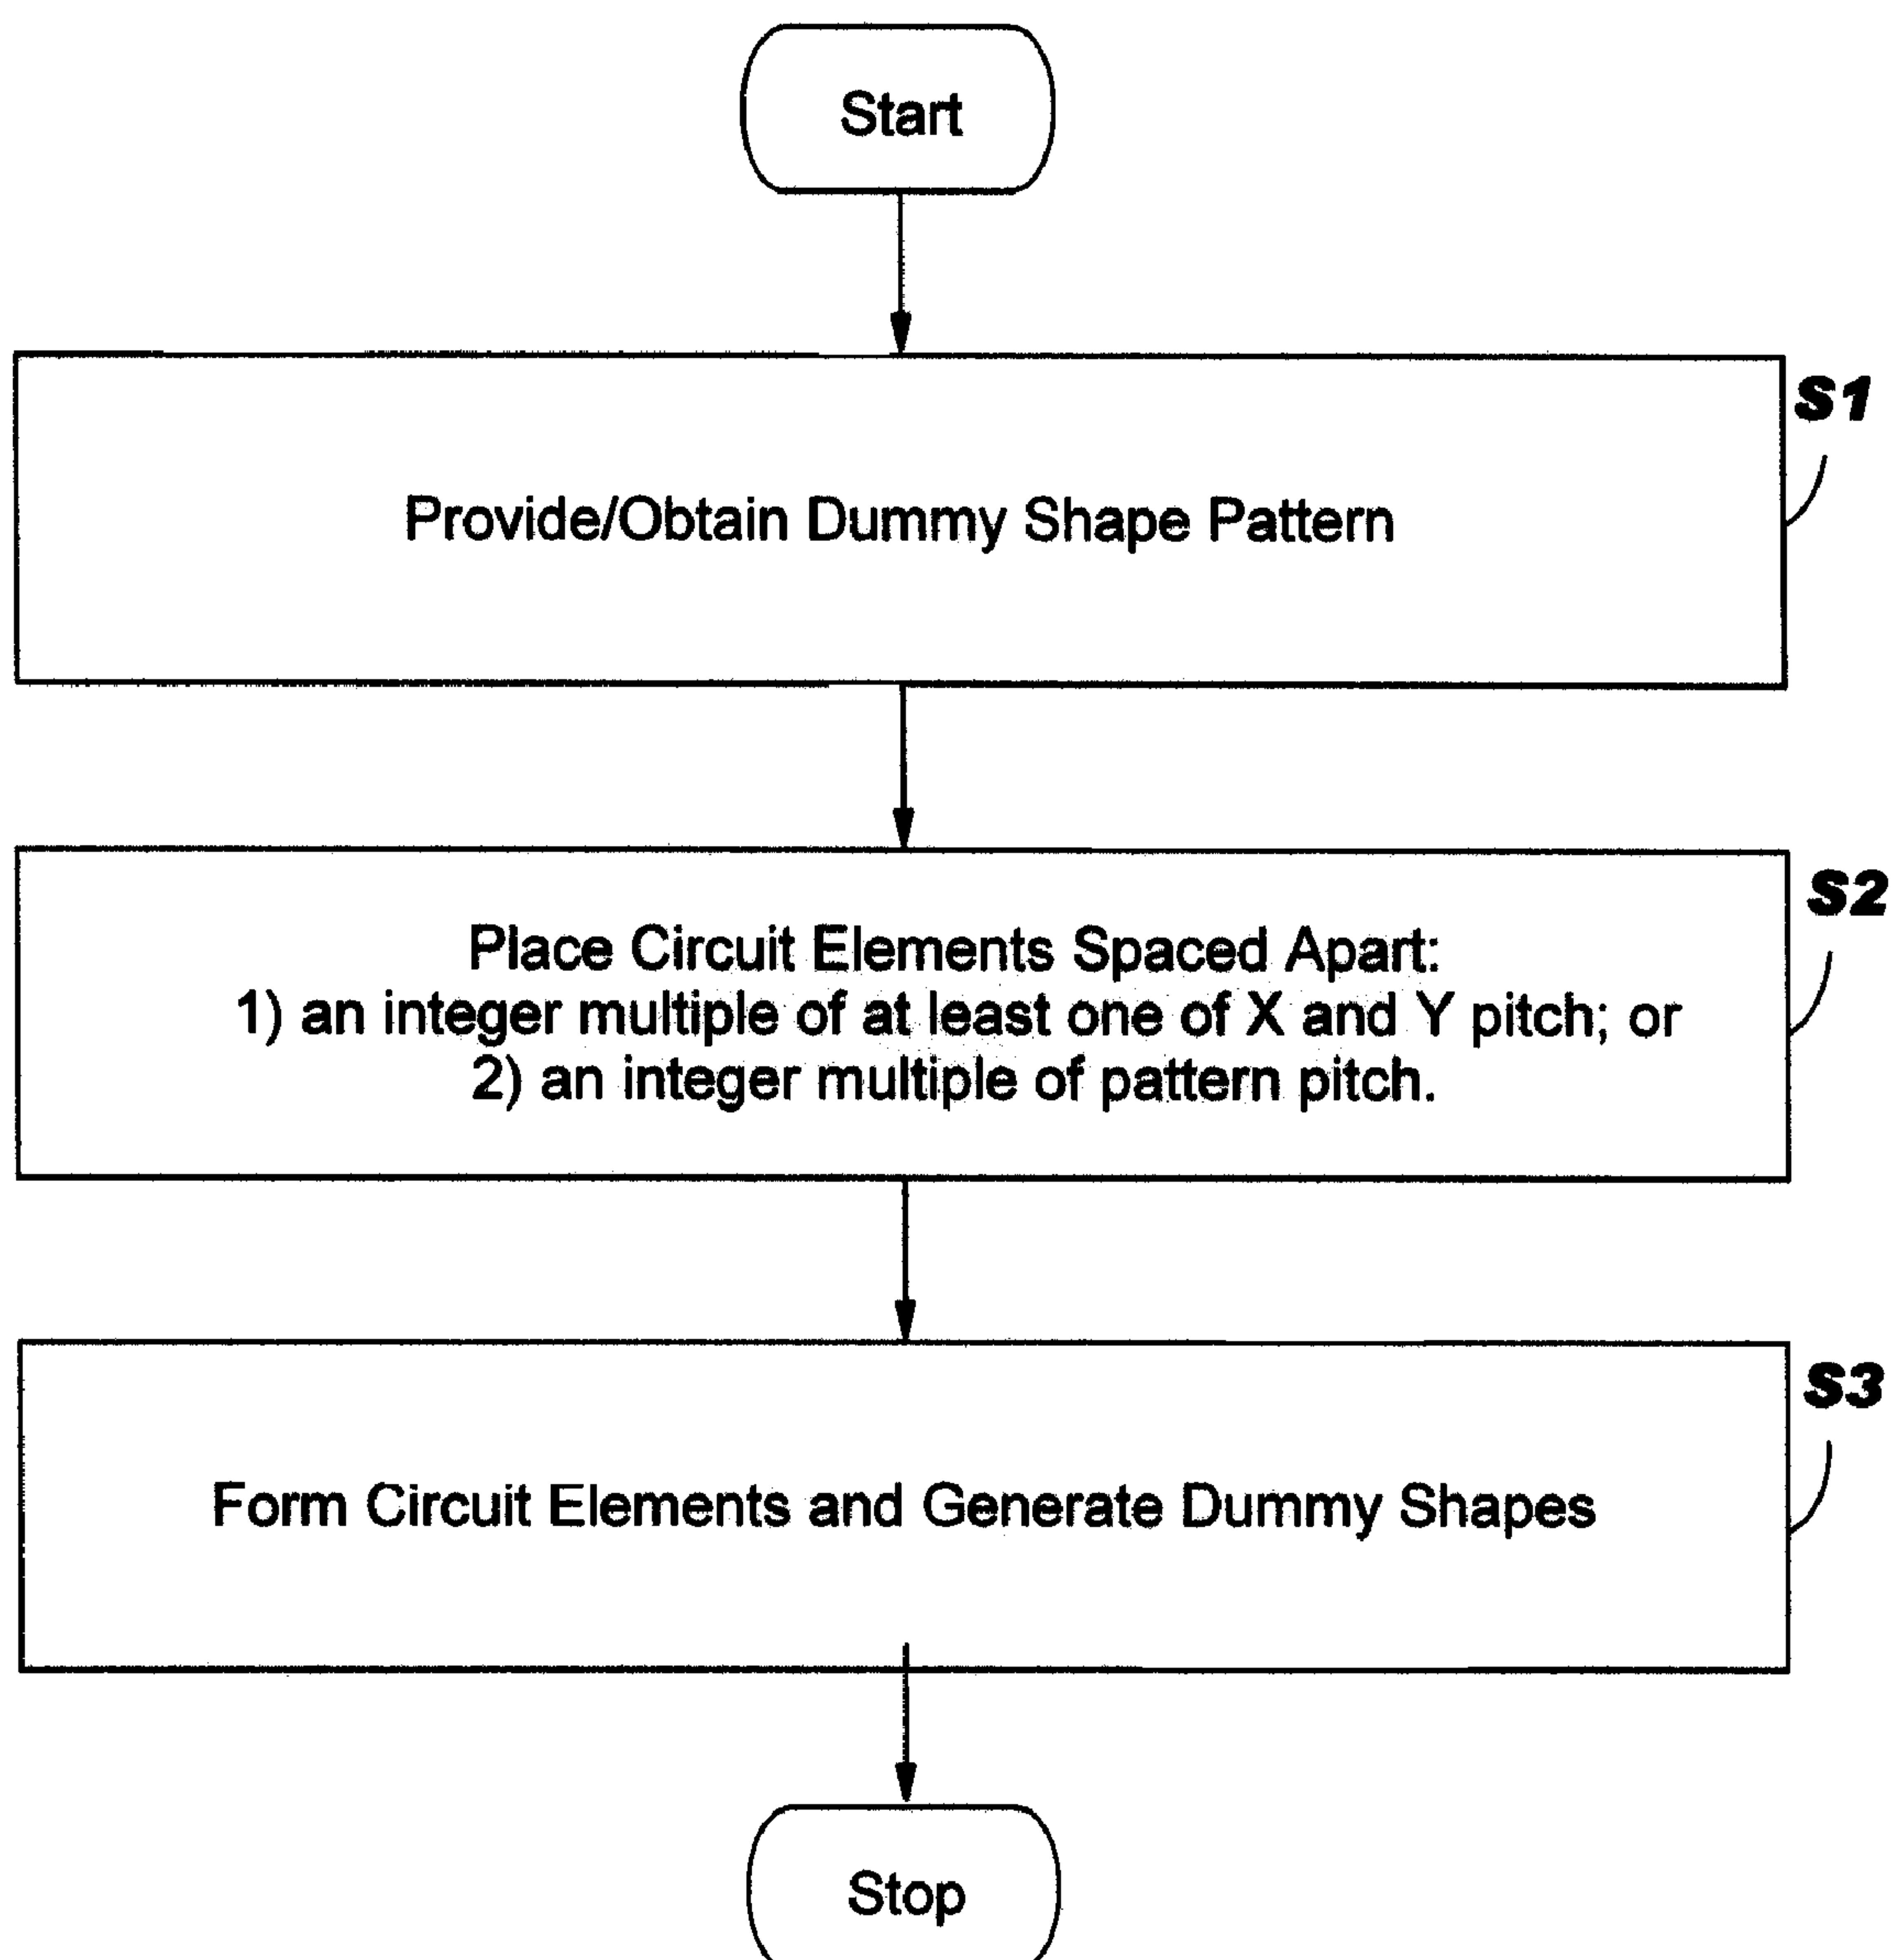 Start
S1
Provide/Obtain Dummy Shape Pattern
S2
Place Circuit Elements Spaced Apart:
1) an integer multiple of at least one of X and Y pitch; or
2) an integer multiple of pattern pitch.
S3
Form Circuit Elements and Generate Dummy Shapes
Stop